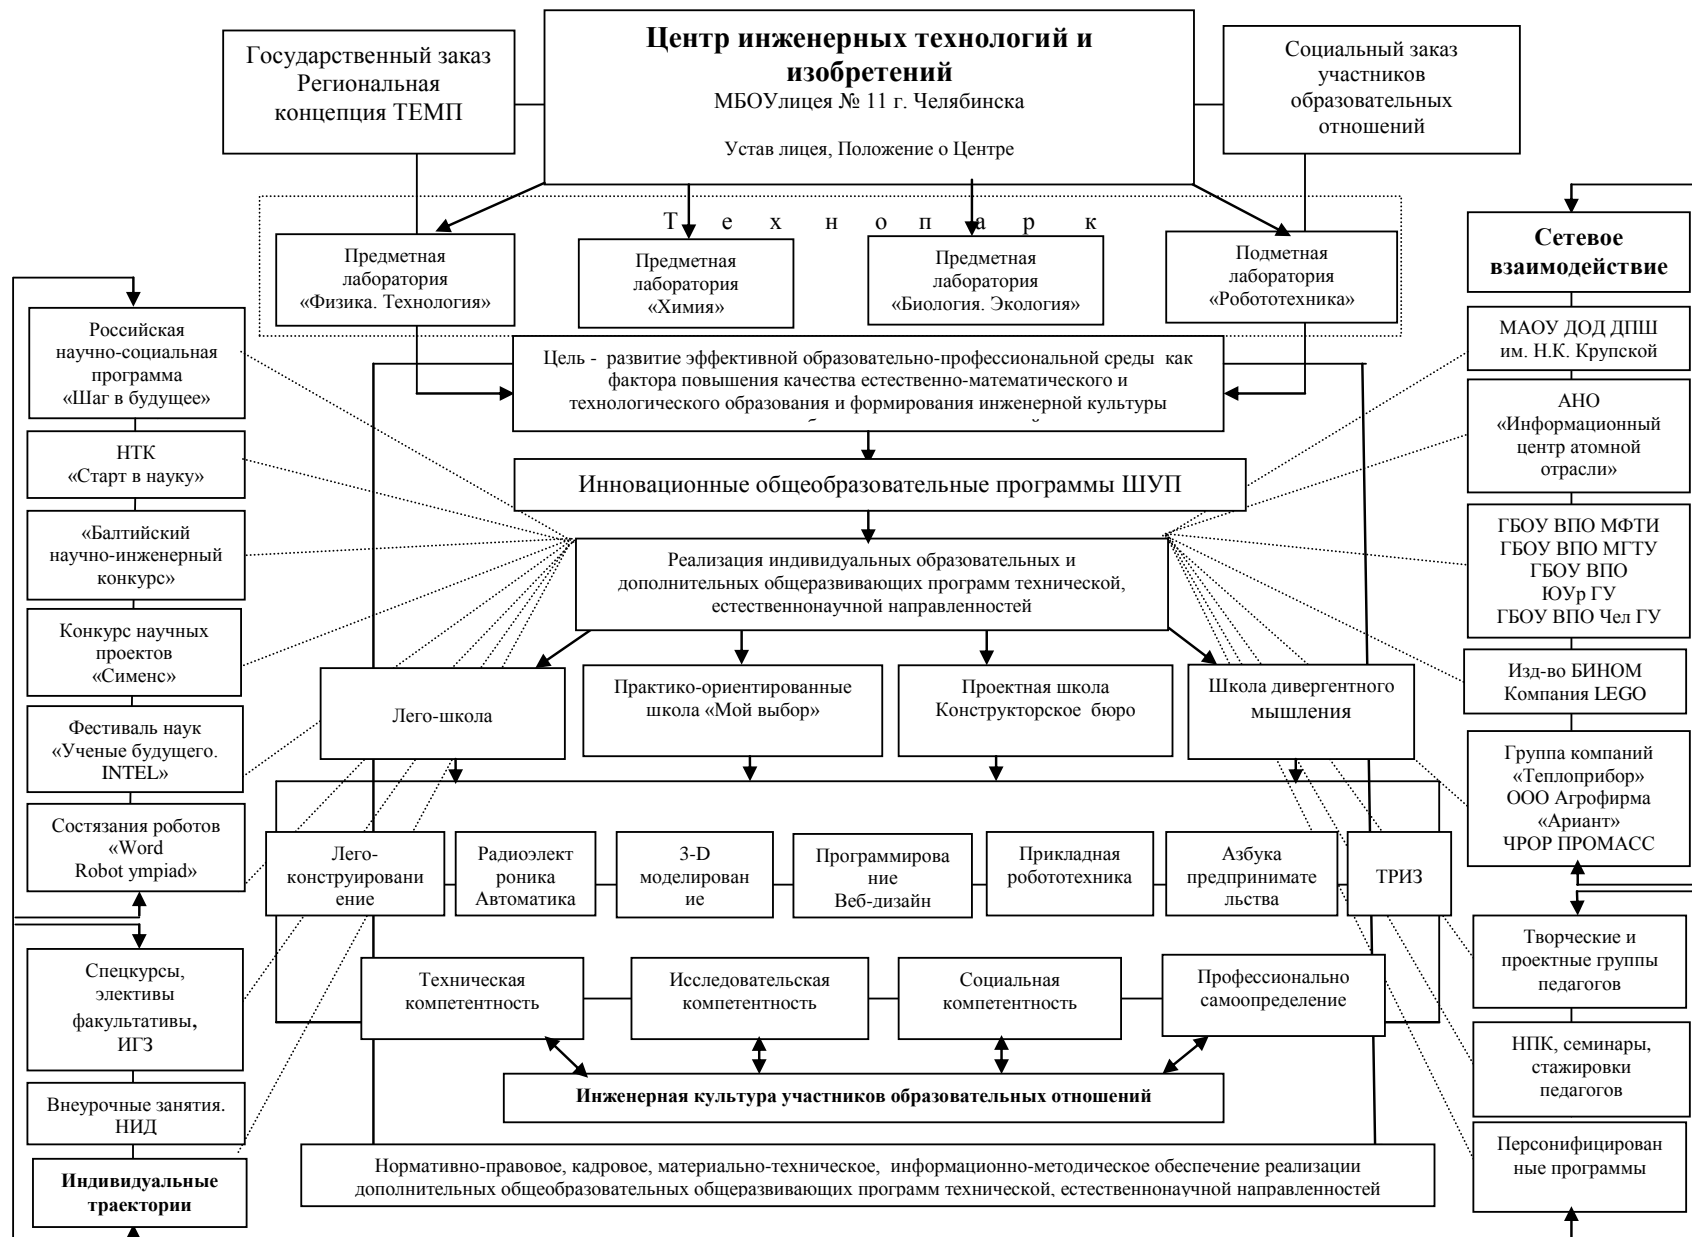 Центр инженерных технологий и
изобретений
МБОУлицея № 11 г. Челябинска
Устав лицея, Положение о Центре
Государственный заказ
Региональная
концепция ТЕМП
Социальный заказ
участников
образовательных
отношений
Т е х н о п а р к
Предметная
лаборатория
«Физика. Технология»
Предметная
лаборатория
«Химия»
Предметная
лаборатория
«Биология. Экология»
Подметная
лаборатория
«Робототехника»
Цель - развитие эффективной образовательно-профессиональной среды как
фактора повышения качества естественно-математического и
технологического образования и формирования инженерной культуры
Инновационные общеобразовательные программы ШУП
Реализация индивидуальных образовательных и
дополнительных общеразвивающих программ технической,
естественнонаучной направленностей
Лего-школа
Практико-ориентированные
школа «Мой выбор»
Проектная школа
Конструкторское бюро
Школа дивергентного
мышления
Лего-
конструировани
ение
Радиоэлект
роника
Автоматика
3-D
моделирован
ие
Программирова
ние
Веб-дизайн
Прикладная
робототехника
Азбука
предпринимате
льства
ТРИЗ
Техническая
компетентность
Исследовательская
компетентность
Социальная
компетентность
Профессионально
самоопределение
Инженерная культура участников образовательных отношений
Нормативно-правовое, кадровое, материально-техническое, информационно-методическое обеспечение реализации
дополнительных общеобразовательных общеразвивающих программ технической, естественнонаучной направленностей
Российская
научно-социальная
программа
«Шаг в будущее»
НТК
«Старт в науку»
«Балтийский
научно-инженерный
конкурс»
Конкурс научных
проектов
«Сименс»
Фестиваль наук
«Ученые будущего.
INTEL»
Состязания роботов
«Word
Robot ympiad»
Спецкурсы,
элективы
факультативы,
ИГЗ
Внеурочные занятия.
НИД
Индивидуальные
траектории
Сетевое
взаимодействие
МАОУ ДОД ДПШ
им. Н.К. Крупской
АНО
«Информационный
центр атомной
отрасли»
ГБОУ ВПО МФТИ
ГБОУ ВПО МГТУ
ГБОУ ВПО
ЮУр ГУ
ГБОУ ВПО Чел ГУ
Изд-во БИНОМ
Компания LEGO
Группа компаний
«Теплоприбор»
ООО Агрофирма
«Ариант»
ЧРОР ПРОМАСС
Творческие и
проектные группы
педагогов
НПК, семинары,
стажировки
педагогов
Персонифицирован
ные программы